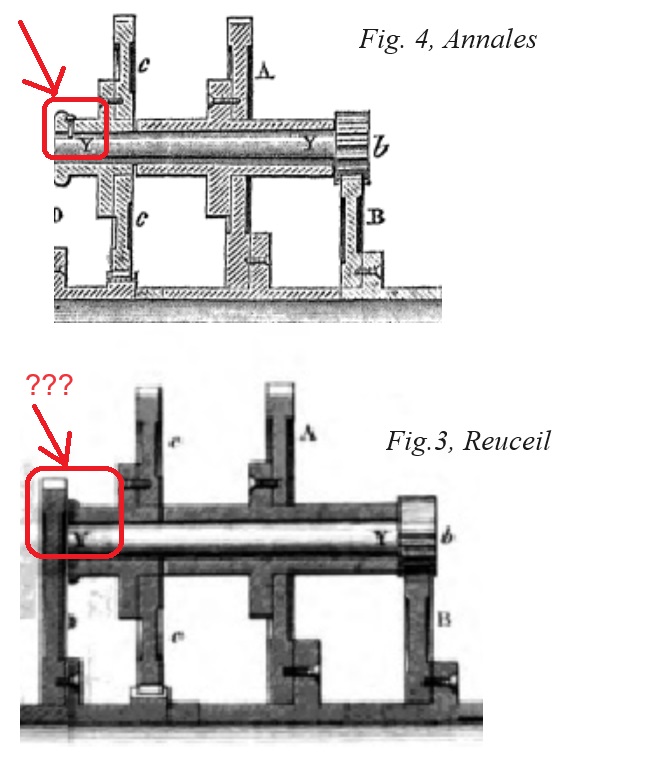 Fig. 4, Annales
c
A
Y Y b
c B
???
c A
Fig.3, Reuceil
Y Y b
c B